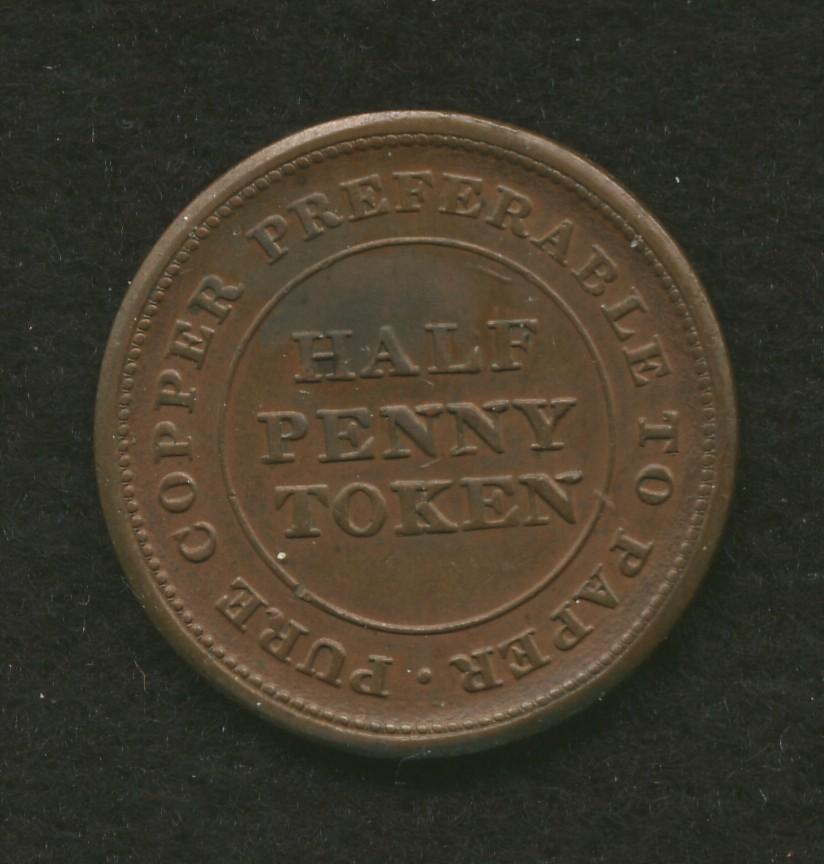 PURE COPPER PREFERABLE TO PAPER ·
HALF
PENNY
TOKEN